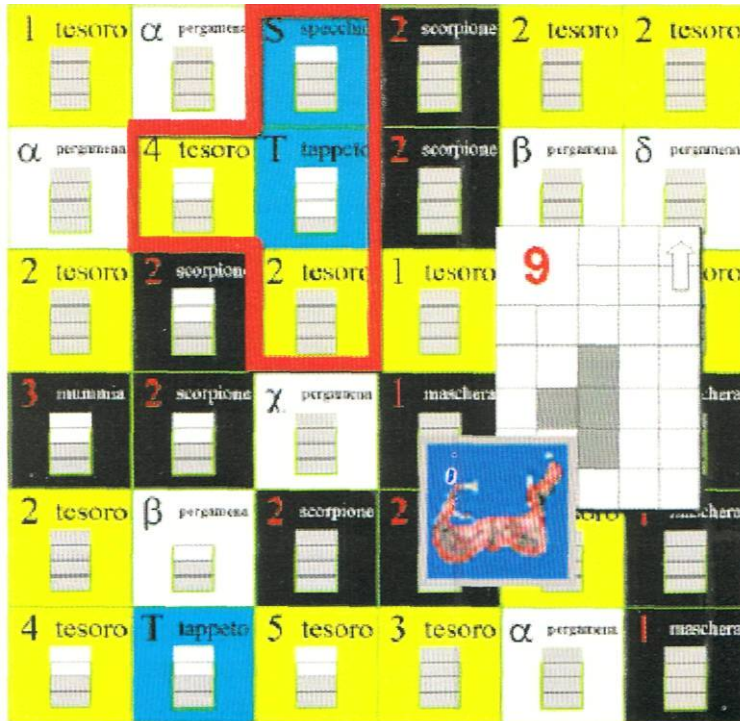 1 tesoro α pergamena S specchio 2 scorpione 2 tesoro 2 tesoro
α pergamena 4 tesoro T tappeto 2 scorpione β pergamena δ pergamena
2 tesoro 2 scorpione 2 tesoro 1 tesoro 9
3 mummia 2 scorpione χ pergamena 1 maschera
2 tesoro β pergamena 2 scorpione 2 tesoro maschera
4 tesoro T tappeto 5 tesoro 3 tesoro α pergamena 1 maschera